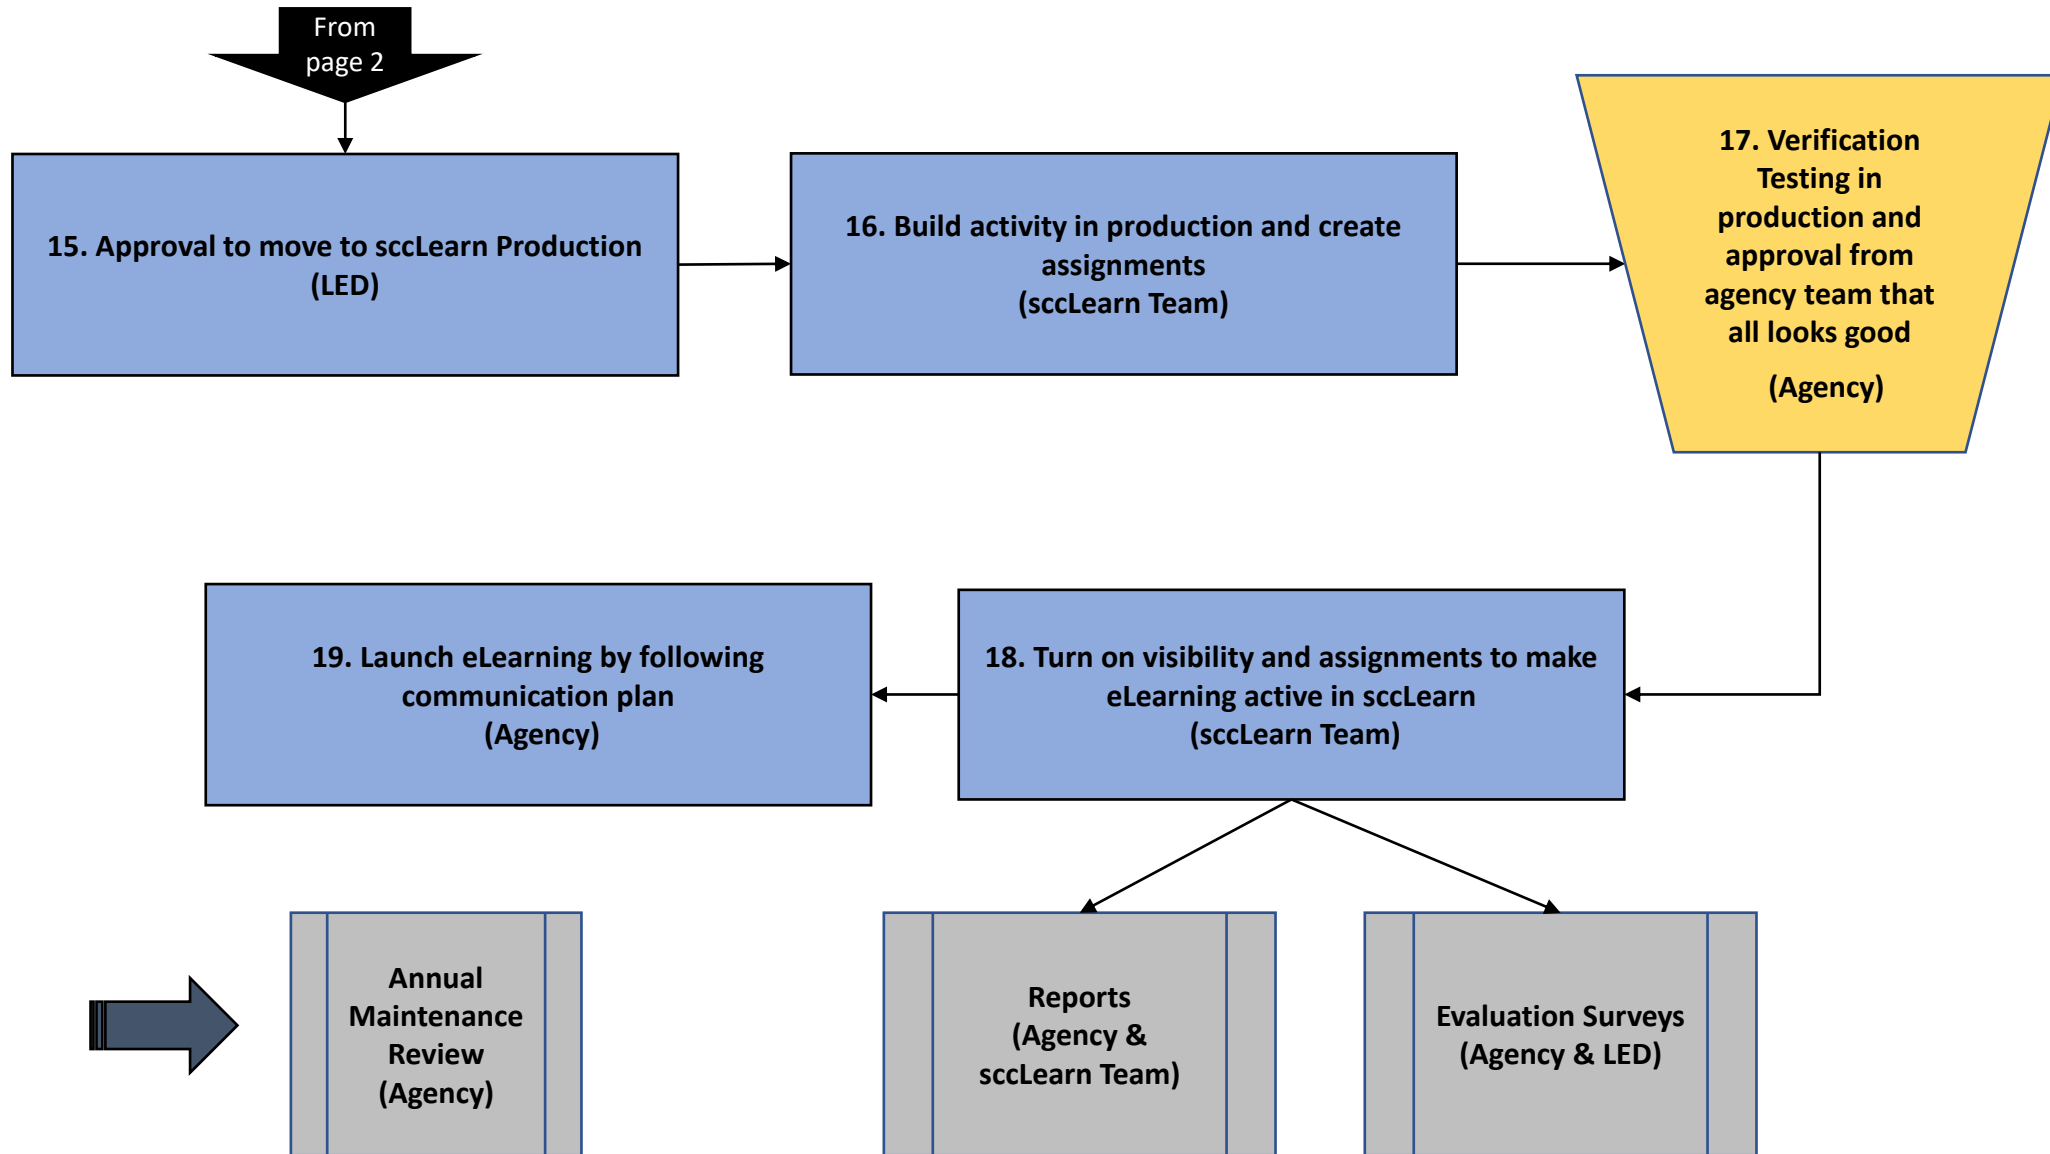 From
page 2
15. Approval to move to sccLearn Production
(LED)
16. Build activity in production and create
assignments
(sccLearn Team)
17. Verification
Testing in
production and
approval from
agency team that
all looks good
(Agency)
19. Launch eLearning by following
communication plan
(Agency)
18. Turn on visibility and assignments to make
eLearning active in sccLearn
(sccLearn Team)
Annual
Maintenance
Review
(Agency)
Reports
(Agency &
sccLearn Team)
Evaluation Surveys
(Agency & LED)